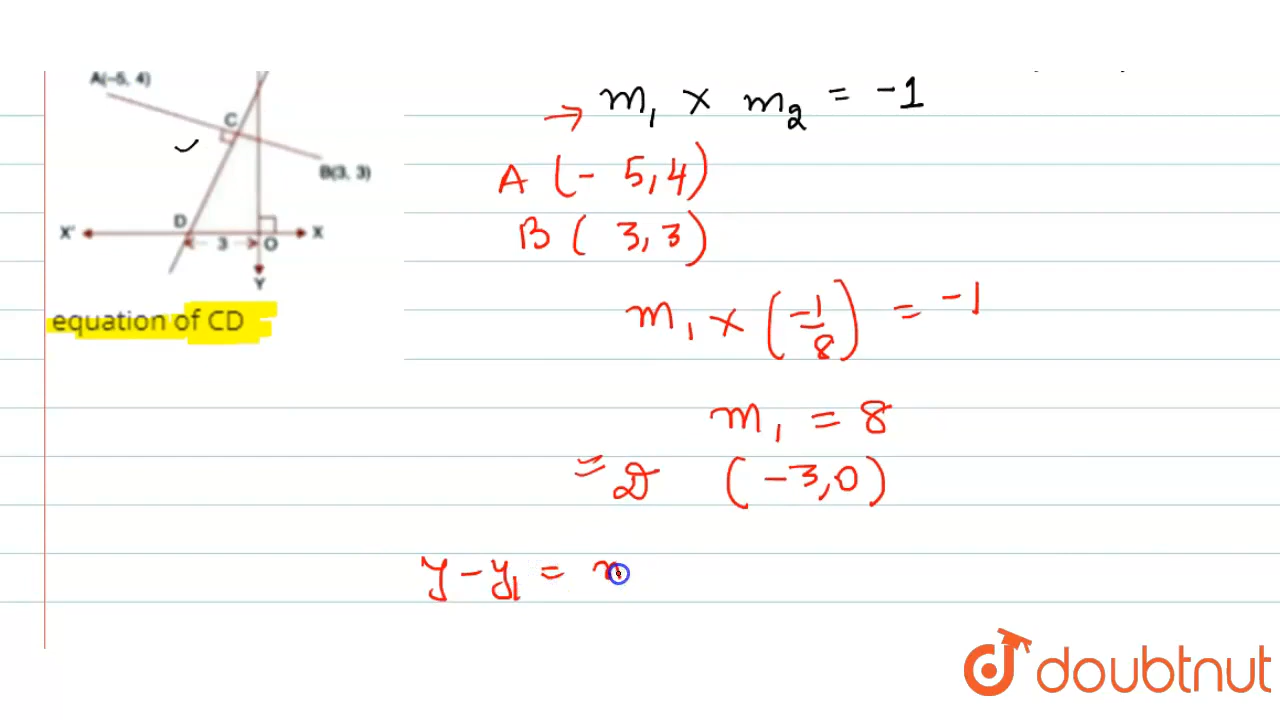 A(–5, 4)
C
B(3, 3)
D
X'
3
O
X
Y
equation of CD
→ m₁ × m₂ = -1
A (- 5, 4)
B ( 3, 3)
m₁ × (-1/8) = -1
m₁ = 8
= D (-3, 0)
y - y₁ =
doubtnut